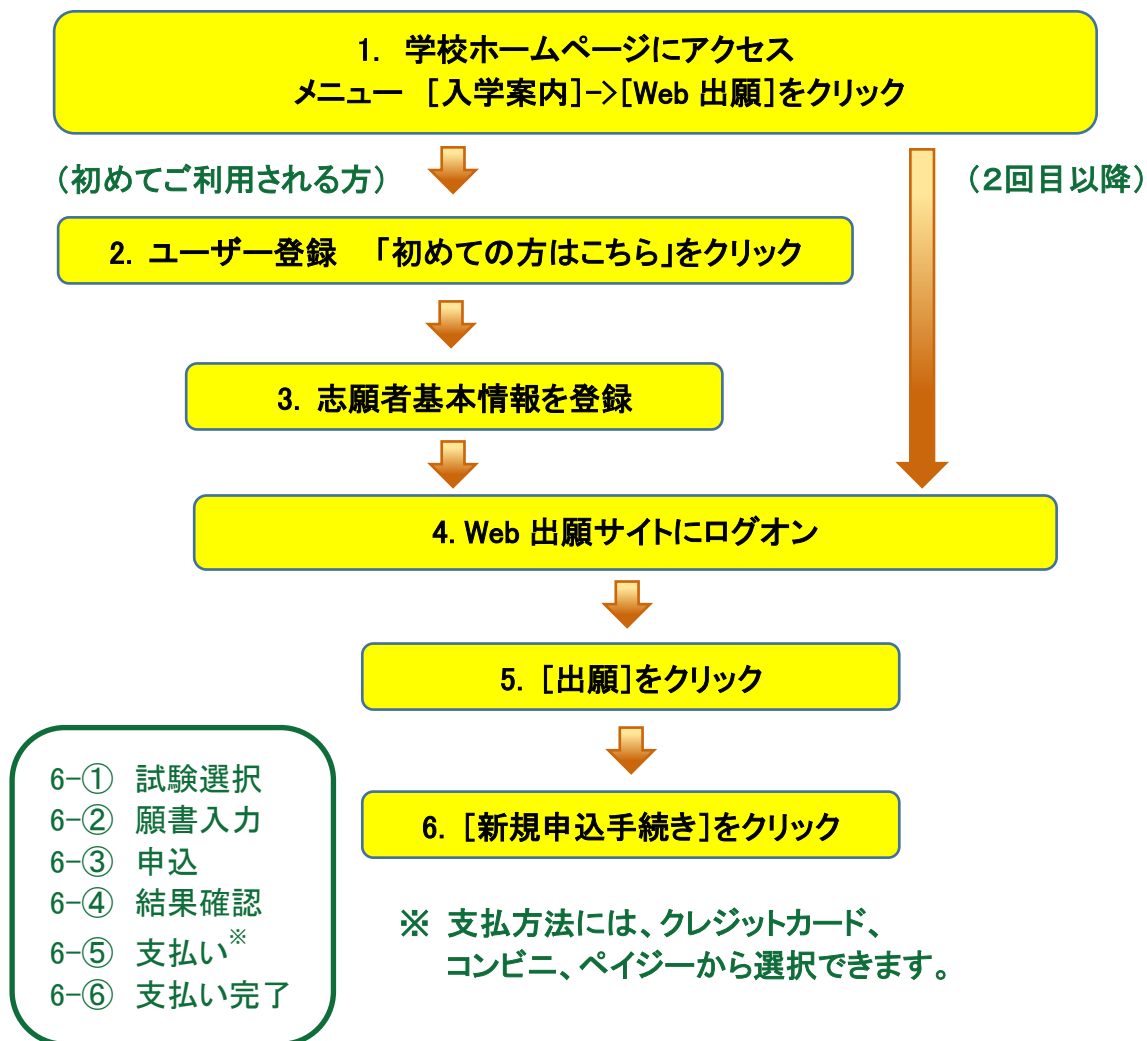 1. 学校ホームページにアクセス
メニュー [入学案内]->[Web 出願]をクリック
(初めてご利用される方)
(2回目以降)
2. ユーザー登録 「初めての方はこちら」をクリック
3. 志願者基本情報を登録
4. Web 出願サイトにログオン
5. [出願]をクリック
6. [新規申込手続き]をクリック
6-① 試験選択
6-② 願書入力
6-③ 申込
6-④ 結果確認
6-⑤ 支払い※
6-⑥ 支払い完了
※ 支払方法には、クレジットカード、
コンビニ、ペイジーから選択できます。